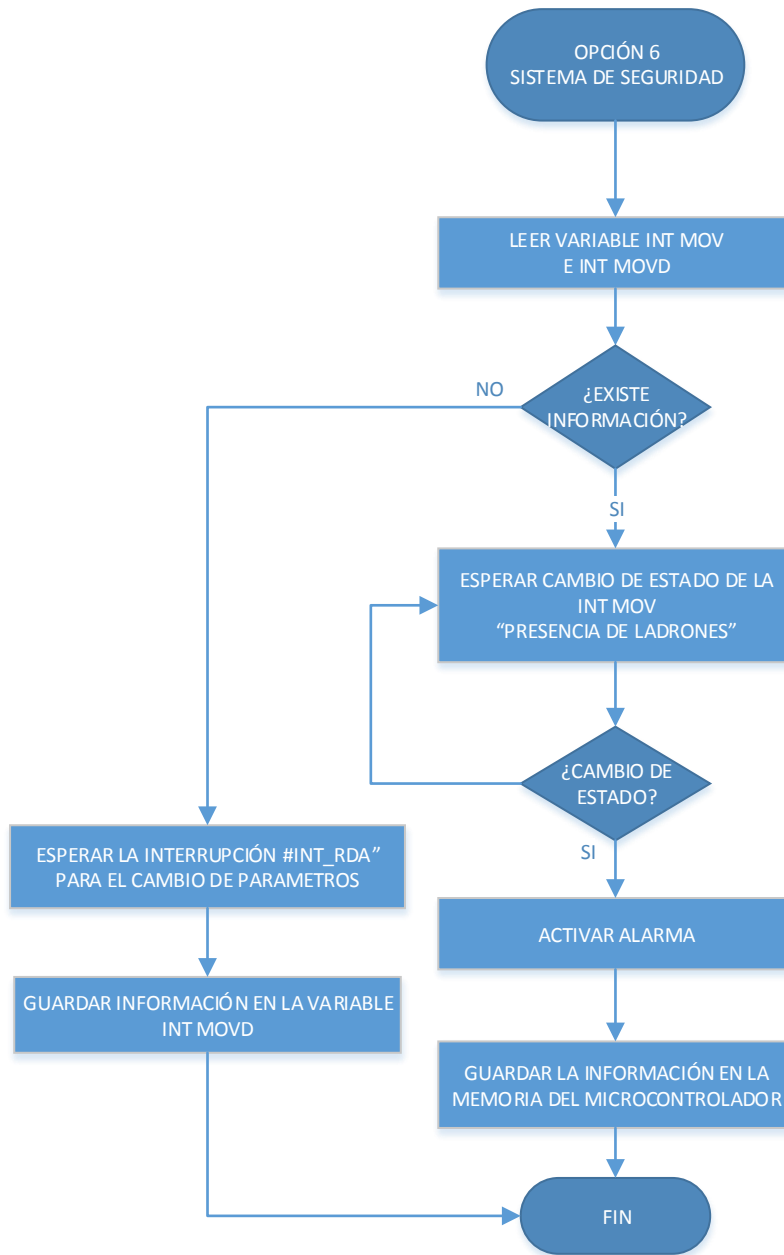 OPCIÓN 6
SISTEMA DE SEGURIDAD
LEER VARIABLE INT MOV
E INT MOVD
¿EXISTE
INFORMACIÓN?
NO
SI
ESPERAR CAMBIO DE ESTADO DE LA
INT MOV
“PRESENCIA DE LADRONES”
¿CAMBIO DE
ESTADO?
SI
ESPERAR LA INTERRUPCIÓN #INT_RDA”
PARA EL CAMBIO DE PARAMETROS
ACTIVAR ALARMA
GUARDAR INFORMACIÓN EN LA VARIABLE
INT MOVD
GUARDAR LA INFORMACIÓN EN LA
MEMORIA DEL MICROCONTROLADOR
FIN